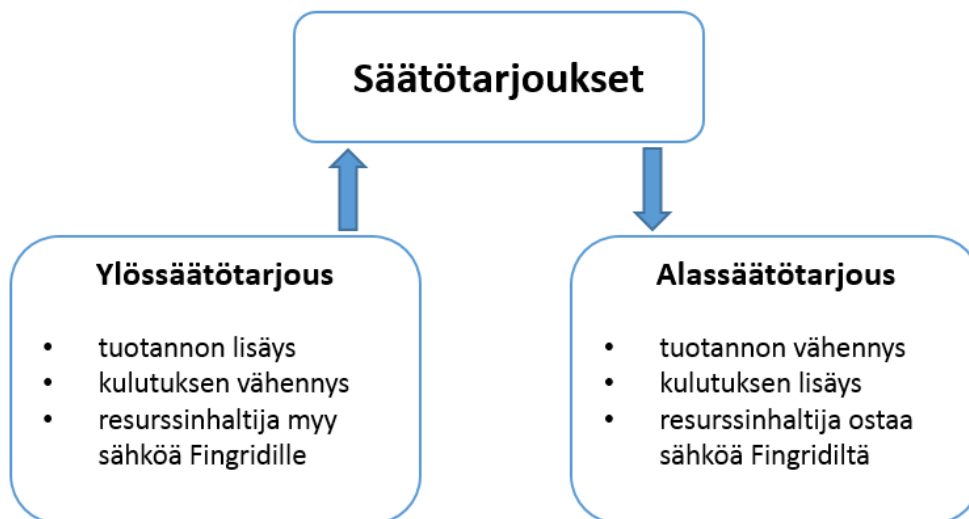 Säätötarjoukset
Ylössäätötarjous
• tuotannon lisäys
• kulutuksen vähennys
• resurssinhaltija myy
sähköä Fingridille
Alassäätötarjous
• tuotannon vähennys
• kulutuksen lisäys
• resurssinhaltija ostaa
sähköä Fingridiltä